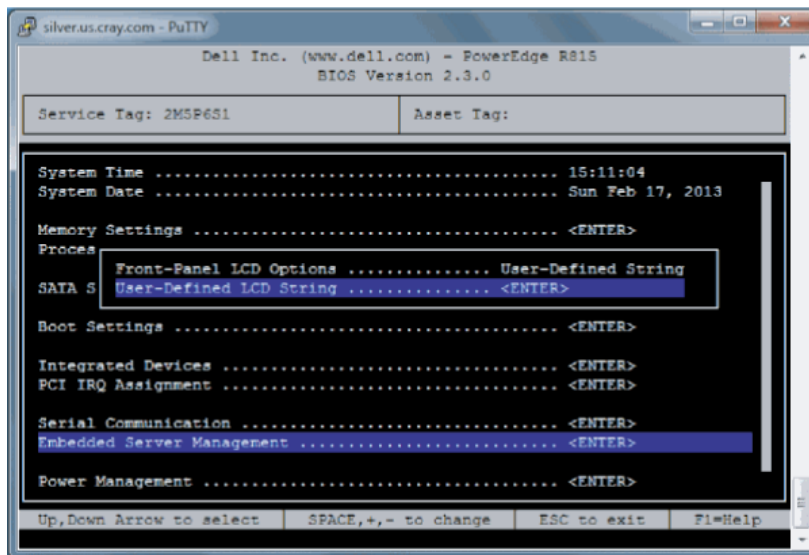 silver.us.cray.com - PuTTY
Dell Inc. (www.dell.com) - PowerEdge R815
BIOS Version 2.3.0
Service Tag: 2M5P6S1 Asset Tag:
System Time .......................................... 15:11:04
System Date .......................................... Sun Feb 17, 2013
Memory Settings ...................................... <ENTER>
Proces
Front-Panel LCD Options ............... User-Defined String
SATA S User-Defined LCD String ............... <ENTER>
Boot Settings ........................................ <ENTER>
Integrated Devices ................................... <ENTER>
PCI IRQ Assignment ................................... <ENTER>
Serial Communication ................................. <ENTER>
Embedded Server Management ........................... <ENTER>
Power Management ..................................... <ENTER>
Up,Down Arrow to select SPACE,+,- to change ESC to exit F1=Help